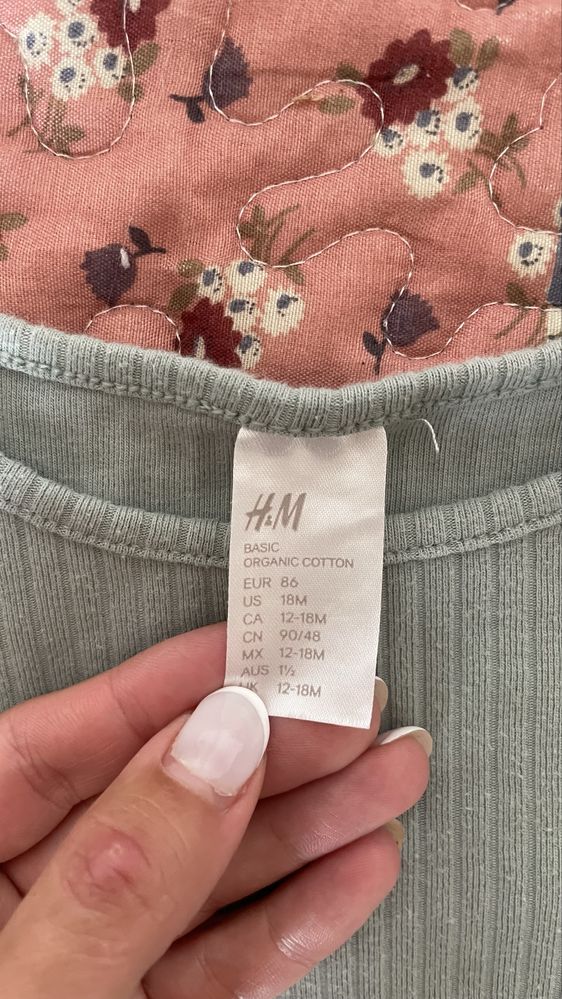 H&M
BASIC
ORGANIC COTTON
EUR 86
US 18M
CA 12-18M
CN 90/48
MX 12-18M
AUS 1½
UK 12-18M